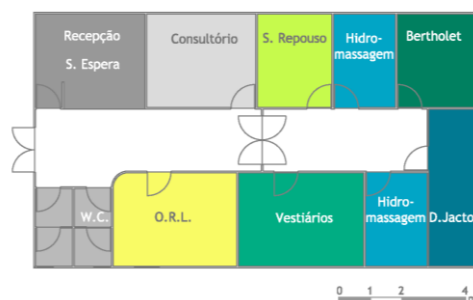 Recepção
S. Espera
Consultório
S. Repouso
Hidro-
massagem
Bertholet
W.C.
O.R.L.
Vestiários
Hidro-
massagem
D.Jacto
0 1 2 4